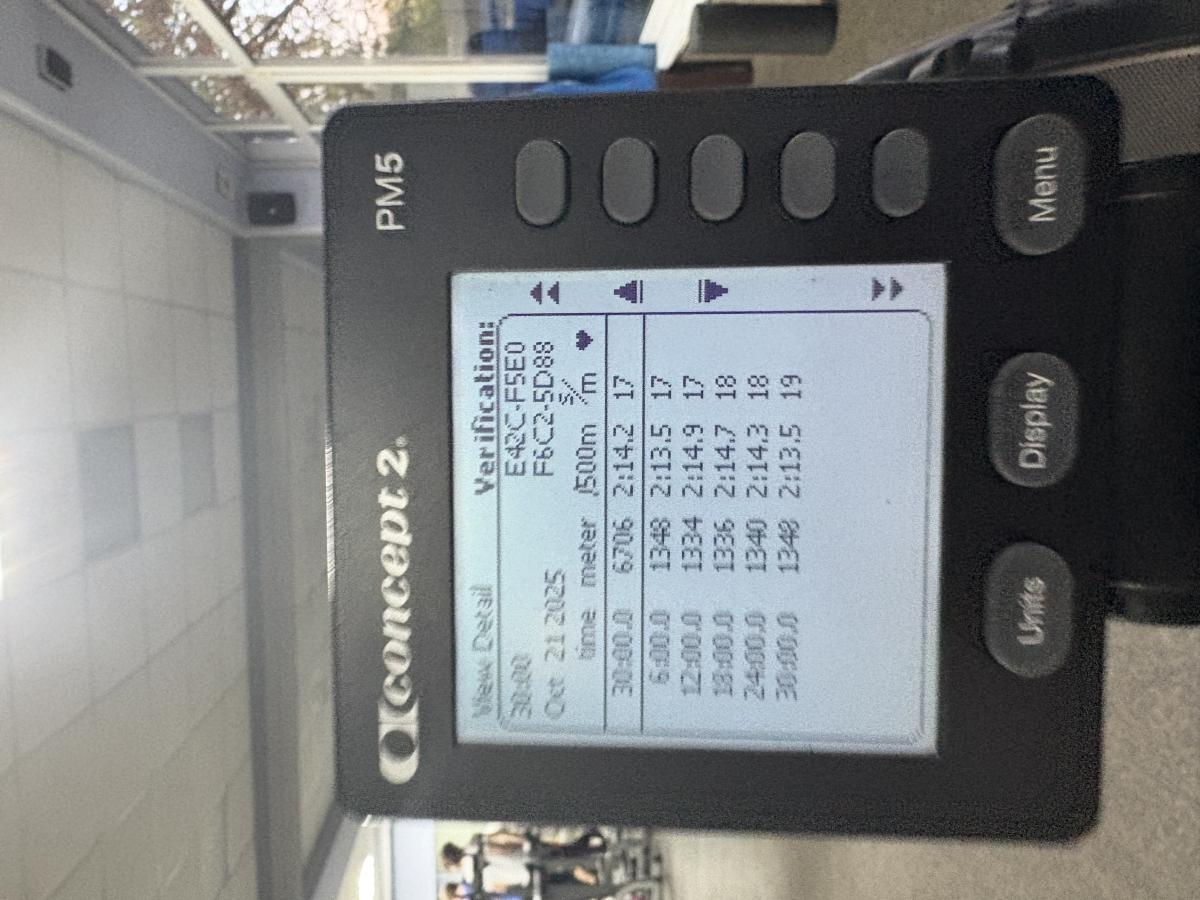 concept 2. PM5
View Detail Verification:
30:00 E42C-F5E0
Oct 21 2025 F6C2-5D88
time meter /500m s/m ♥
30:00.0 6706 2:14.2 17
6:00.0 1348 2:13.5 17
12:00.0 1334 2:14.9 17
18:00.0 1336 2:14.7 18
24:00.0 1340 2:14.3 18
30:00.0 1348 2:13.5 19
Units Display Menu